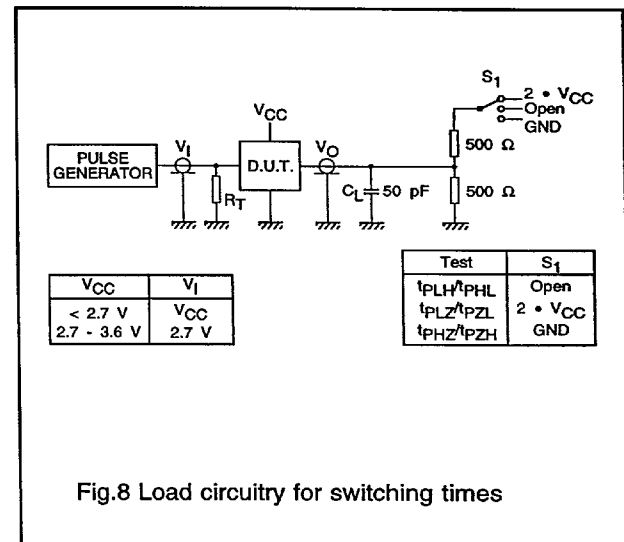 S1
2 • VCC
Open
GND
VCC
PULSE GENERATOR
VI
D.U.T.
VO
500 Ω
RT
CL
50 pF
500 Ω
VCC VI
< 2.7 V VCC
2.7 - 3.6 V 2.7 V
Test S1
tPLH/tPHL Open
tPLZ/tPZL 2 • VCC
tPHZ/tPZH GND
Fig.8 Load circuitry for switching times